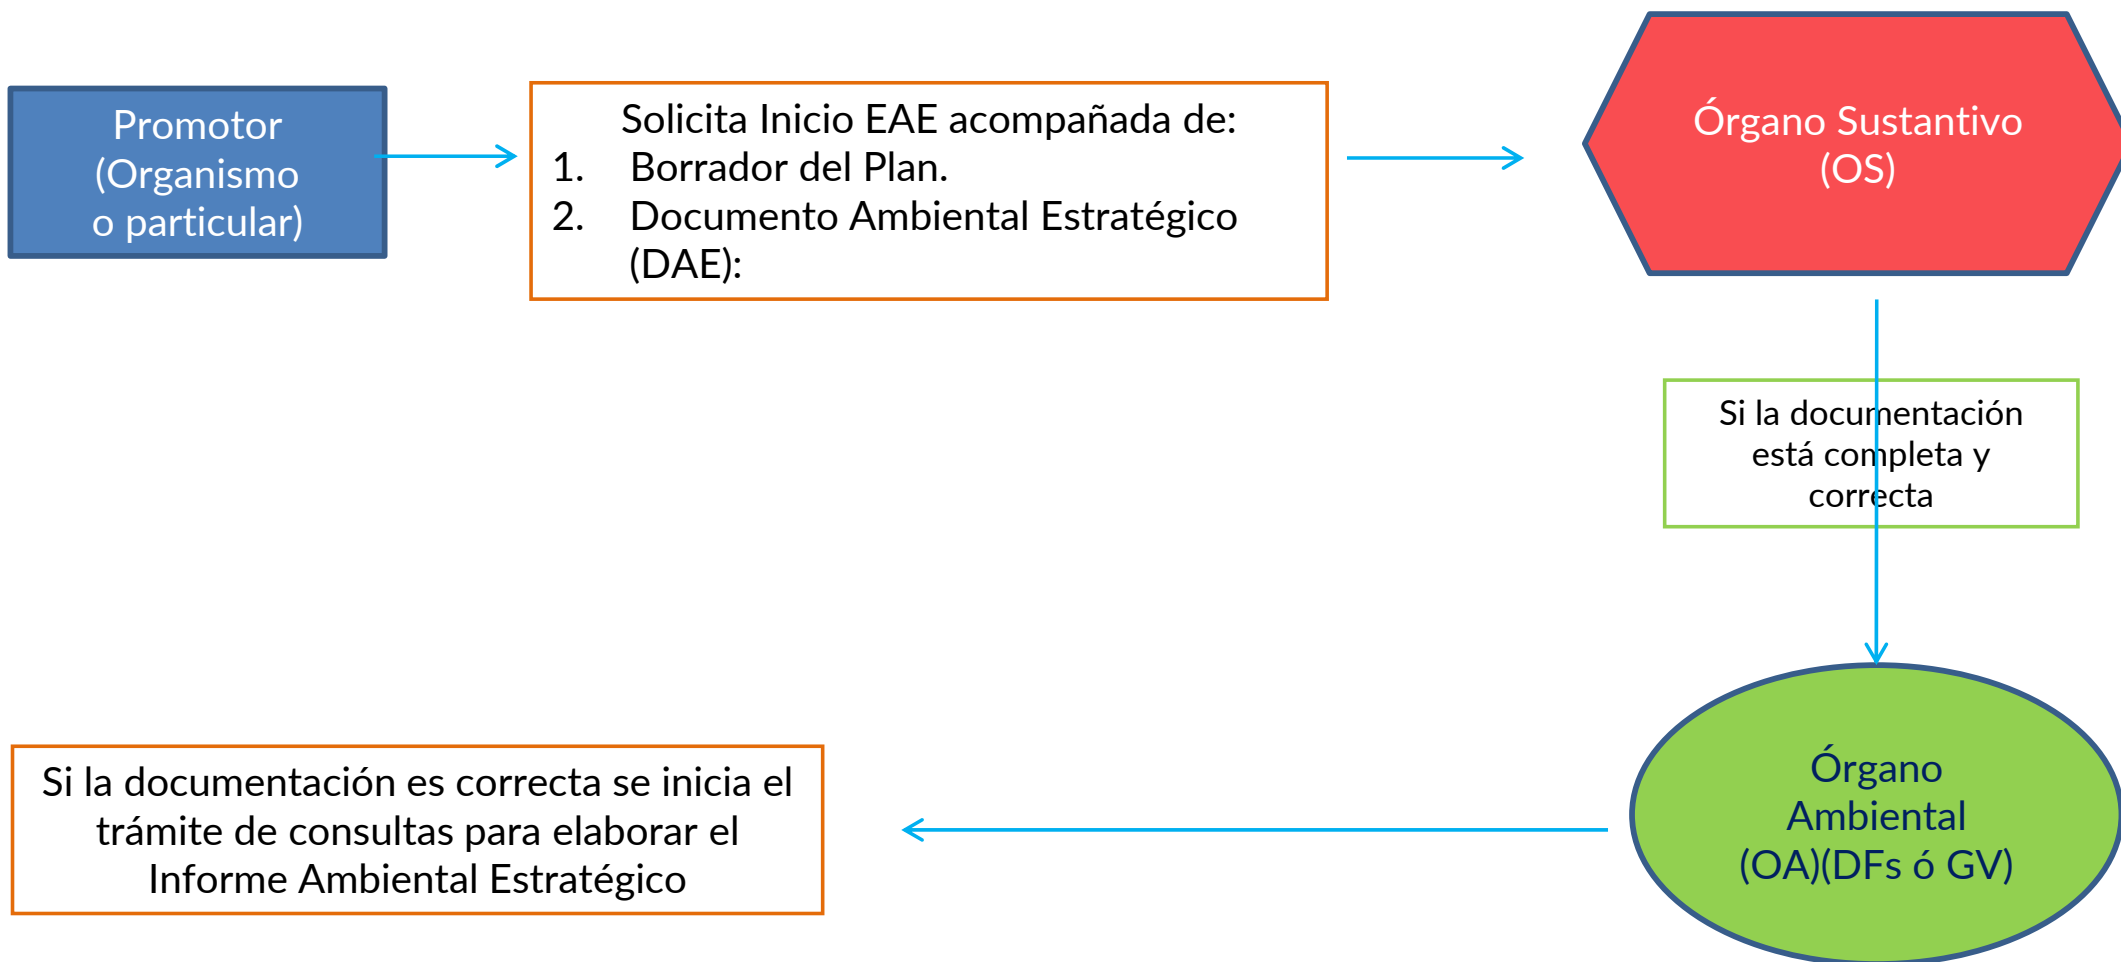 Promotor
(Organismo
o particular)
Solicita Inicio EAE acompañada de:
1. Borrador del Plan.
2. Documento Ambiental Estratégico
(DAE):
Órgano Sustantivo
(OS)
Si la documentación
está completa y
correcta
Órgano
Ambiental
(OA)(DFs ó GV)
Si la documentación es correcta se inicia el
trámite de consultas para elaborar el
Informe Ambiental Estratégico